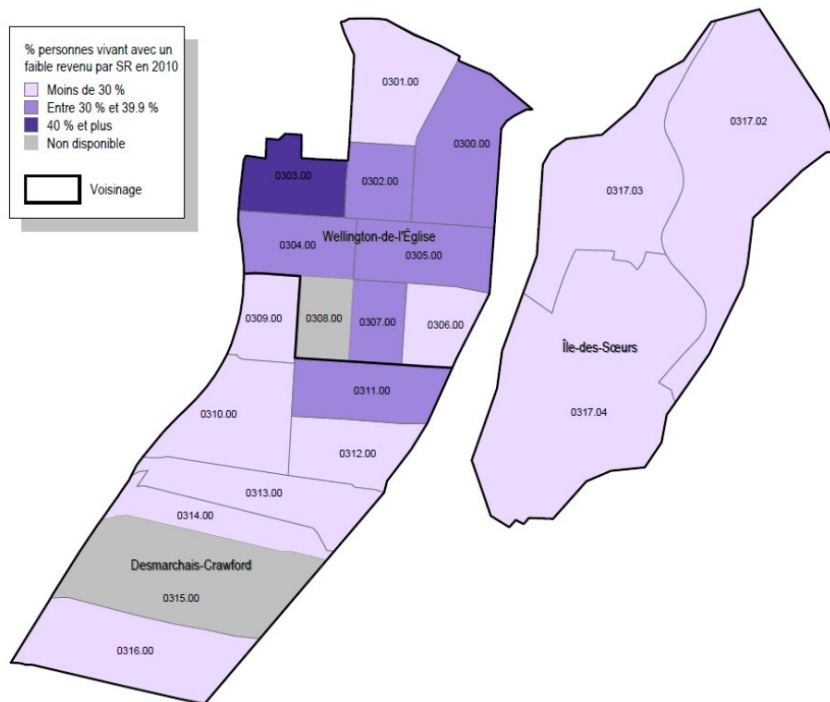 % personnes vivant avec un
faible revenu par SR en 2010
Moins de 30 %
Entre 30 % et 39.9 %
40 % et plus
Non disponible
Voisinage
0301.00
0300.00
0303.00
0302.00
Wellington-de-l'Église
0304.00
0305.00
0309.00
0308.00
0307.00
0306.00
0311.00
0310.00
0312.00
0313.00
0314.00
Desmarchais-Crawford
0315.00
0316.00
0317.02
0317.03
Île-des-Sœurs
0317.04